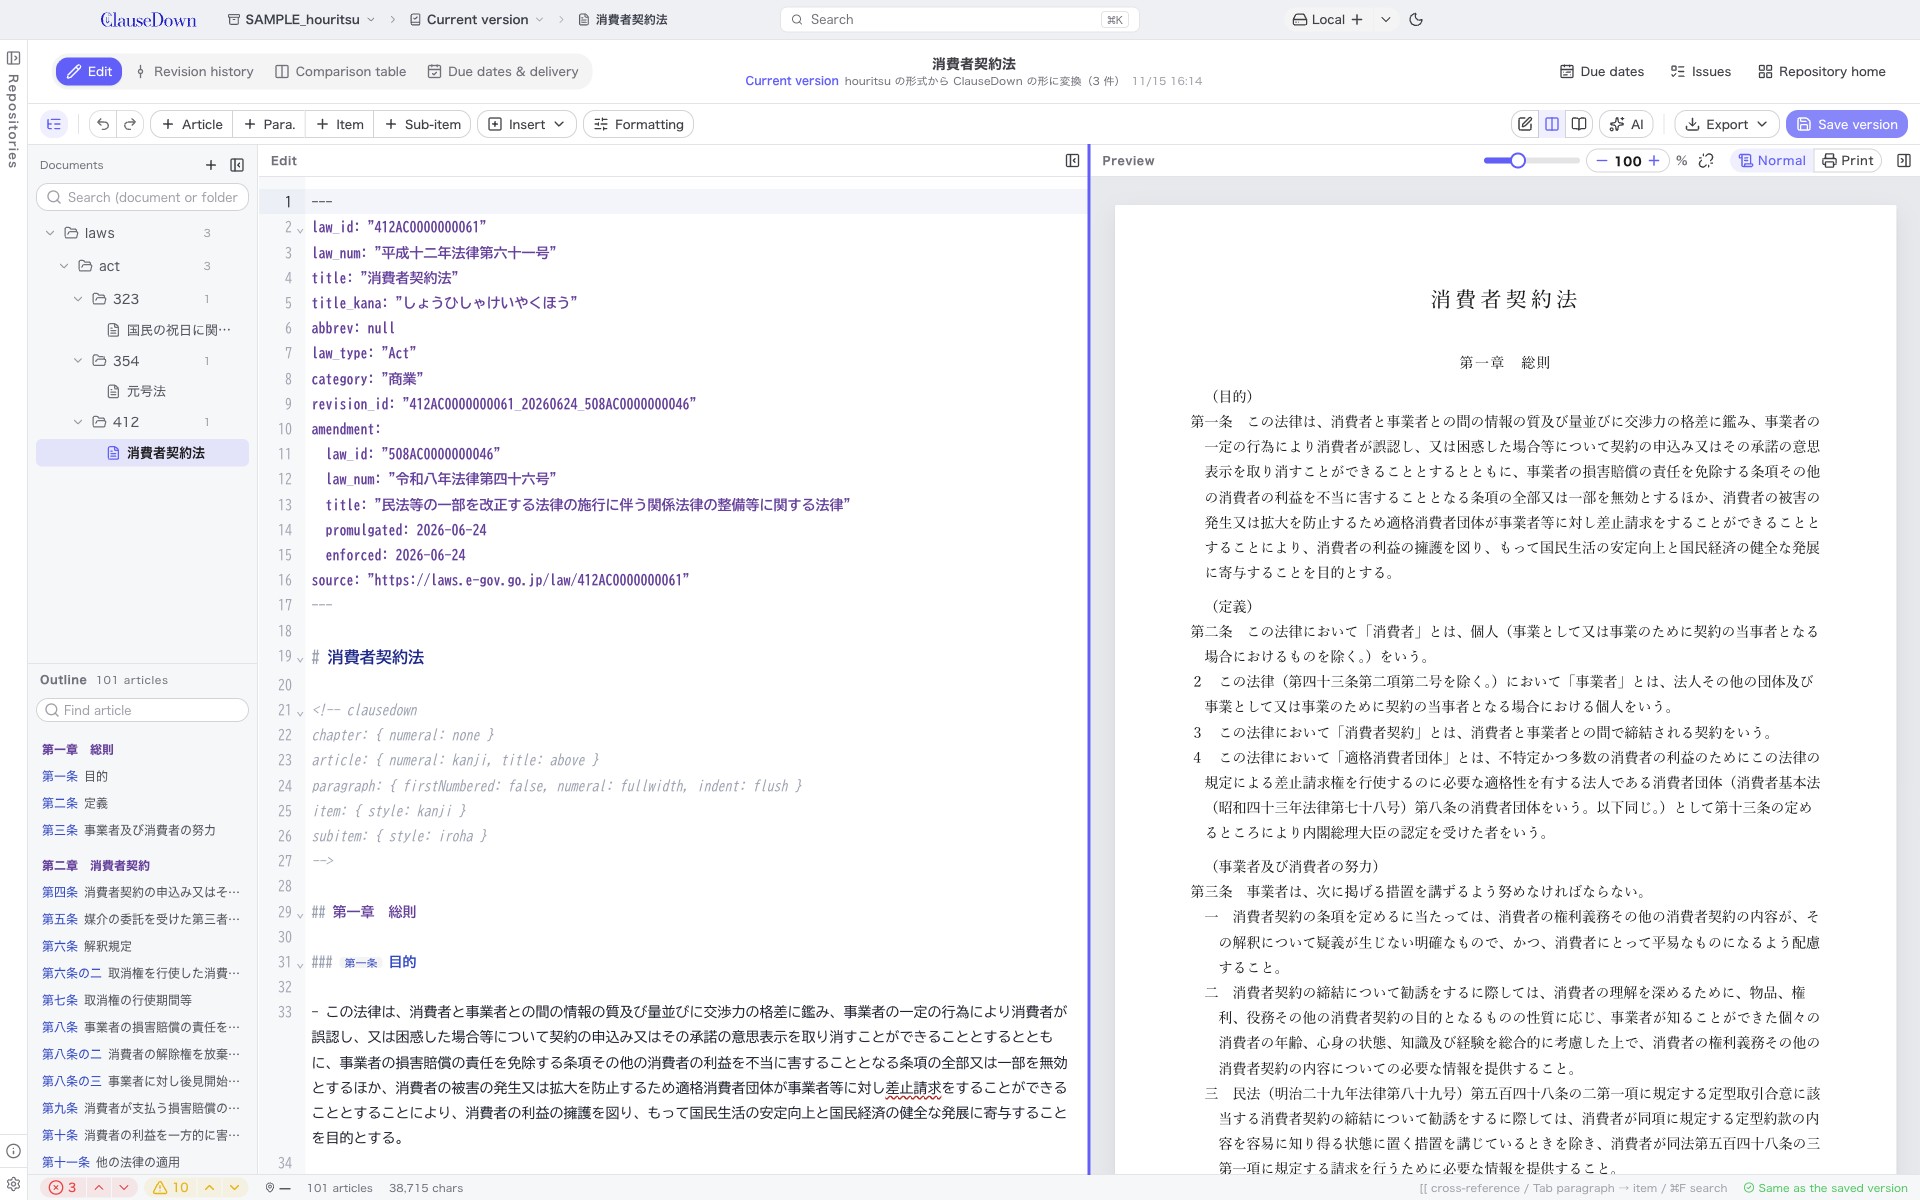 ClauseDown
SAMPLE_houritsu
Current version
消費者契約法
Search
⌘K
Local
Edit
Revision history
Comparison table
Due dates & delivery
消費者契約法
Current version houritsu の形式から ClauseDown の形に変換（3 件） 11/15 16:14
Due dates
Issues
Repository home
Repositories
+ Article
+ Para.
+ Item
+ Sub-item
Insert
Formatting
AI
Export
Save version
Documents
Search (document or folder
laws 3
act 3
323 1
国民の祝日に関…
354 1
元号法
412 1
消費者契約法
Outline 101 articles
Find article
第一章　総則
第一条 目的
第二条 定義
第三条 事業者及び消費者の努力
第二章　消費者契約
第四条 消費者契約の申込み又はそ…
第五条 媒介の委託を受けた第三者…
第六条 解釈規定
第六条の二 取消権を行使した消費…
第七条 取消権の行使期間等
第八条 事業者の損害賠償の責任を…
第八条の二 消費者の解除権を放棄…
第八条の三 事業者に対し後見開始…
第九条 消費者が支払う損害賠償の…
第十条 消費者の利益を一方的に害…
第十一条 他の法律の適用
Edit
1 ---
2 law_id: "412AC0000000061"
3 law_num: "平成十二年法律第六十一号"
4 title: "消費者契約法"
5 title_kana: "しょうひしゃけいやくほう"
6 abbrev: null
7 law_type: "Act"
8 category: "商業"
9 revision_id: "412AC0000000061_20260624_508AC0000000046"
10 amendment:
11 law_id: "508AC0000000046"
12 law_num: "令和八年法律第四十六号"
13 title: "民法等の一部を改正する法律の施行に伴う関係法律の整備等に関する法律"
14 promulgated: 2026-06-24
15 enforced: 2026-06-24
16 source: "https://laws.e-gov.go.jp/law/412AC0000000061"
17 ---
18
19 # 消費者契約法
20
21 <!-- clausedown
22 chapter: { numeral: none }
23 article: { numeral: kanji, title: above }
24 paragraph: { firstNumbered: false, numeral: fullwidth, indent: flush }
25 item: { style: kanji }
26 subitem: { style: iroha }
27 -->
28
29 ## 第一章　総則
30
31 ### 第一条 目的
32
33 - この法律は、消費者と事業者との間の情報の質及び量並びに交渉力の格差に鑑み、事業者の一定の行為により消費者が
誤認し、又は困惑した場合等について契約の申込み又はその承諾の意思表示を取り消すことができることとするととも
に、事業者の損害賠償の責任を免除する条項その他の消費者の利益を不当に害することとなる条項の全部又は一部を無効
とするほか、消費者の被害の発生又は拡大を防止するため適格消費者団体が事業者等に対し差止請求をすることができる
こととすることにより、消費者の利益の擁護を図り、もって国民生活の安定向上と国民経済の健全な発展に寄与すること
を目的とする。
34
Preview
100 %
Normal
Print
消費者契約法
第一章　総則
（目的）
第一条　この法律は、消費者と事業者との間の情報の質及び量並びに交渉力の格差に鑑み、事業者の
一定の行為により消費者が誤認し、又は困惑した場合等について契約の申込み又はその承諾の意思
表示を取り消すことができることとするとともに、事業者の損害賠償の責任を免除する条項その他
の消費者の利益を不当に害することとなる条項の全部又は一部を無効とするほか、消費者の被害の
発生又は拡大を防止するため適格消費者団体が事業者等に対し差止請求をすることができることと
することにより、消費者の利益の擁護を図り、もって国民生活の安定向上と国民経済の健全な発展
に寄与することを目的とする。
（定義）
第二条　この法律において「消費者」とは、個人（事業として又は事業のために契約の当事者となる
場合におけるものを除く。）をいう。
２　この法律（第四十三条第二項第二号を除く。）において「事業者」とは、法人その他の団体及び
事業として又は事業のために契約の当事者となる場合における個人をいう。
３　この法律において「消費者契約」とは、消費者と事業者との間で締結される契約をいう。
４　この法律において「適格消費者団体」とは、不特定かつ多数の消費者の利益のためにこの法律の
規定による差止請求権を行使するのに必要な適格性を有する法人である消費者団体（消費者基本法
（昭和四十三年法律第七十八号）第八条の消費者団体をいう。以下同じ。）として第十三条の定め
るところにより内閣総理大臣の認定を受けた者をいう。
（事業者及び消費者の努力）
第三条　事業者は、次に掲げる措置を講ずるよう努めなければならない。
一　消費者契約の条項を定めるに当たっては、消費者の権利義務その他の消費者契約の内容が、そ
の解釈について疑義が生じない明確なもので、かつ、消費者にとって平易なものになるよう配慮
すること。
二　消費者契約の締結について勧誘をするに際しては、消費者の理解を深めるために、物品、権
利、役務その他の消費者契約の目的となるものの性質に応じ、事業者が知ることができた個々の
消費者の年齢、心身の状態、知識及び経験を総合的に考慮した上で、消費者の権利義務その他の
消費者契約の内容についての必要な情報を提供すること。
三　民法（明治二十九年法律第八十九号）第五百四十八条の二第一項に規定する定型取引合意に該
当する消費者契約の締結について勧誘をするに際しては、消費者が同項に規定する定型約款の内
容を容易に知り得る状態に置く措置を講じているときを除き、消費者が同法第五百四十八条の三
第一項に規定する請求を行うために必要な情報を提供すること。
3
10
—
101 articles
38,715 chars
[[ cross-reference / Tab paragraph → item / ⌘F search
Same as the saved version